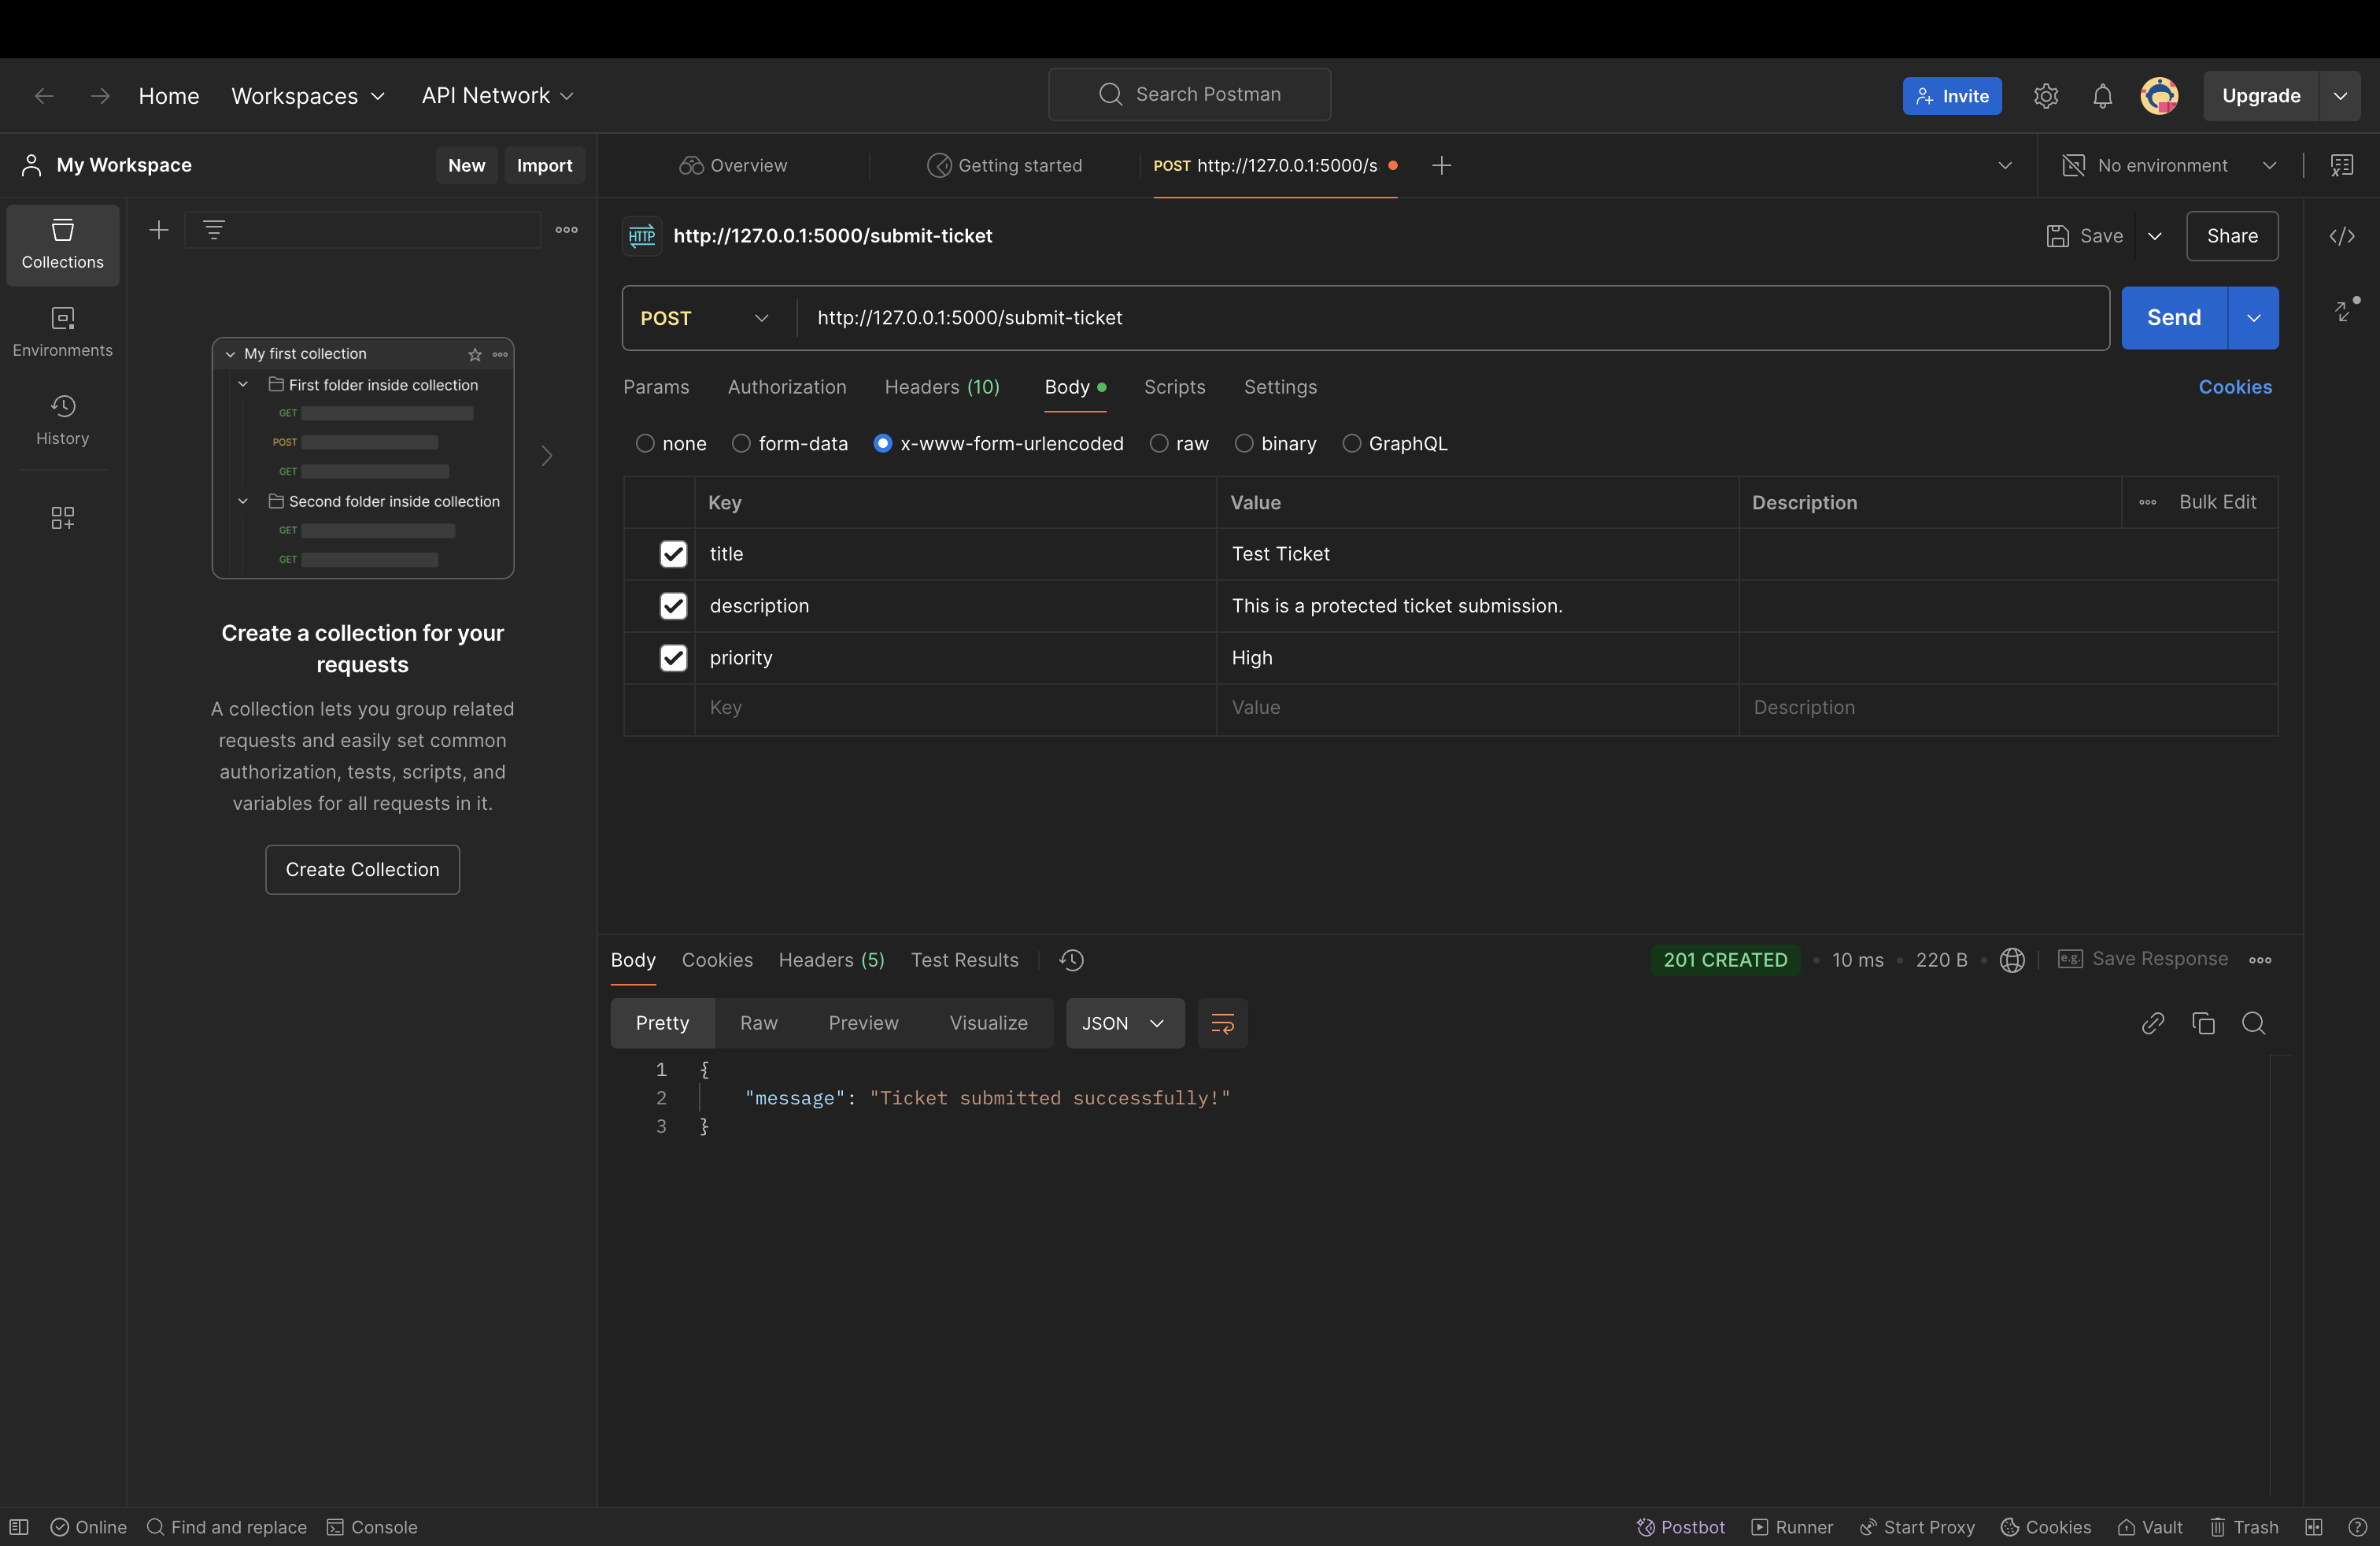 Home Workspaces API Network Search Postman Invite Upgrade
My Workspace New Import Overview Getting started POST http://127.0.0.1:5000/s No environment
Collections
Environments
History
My first collection
First folder inside collection
GET
POST
GET
Second folder inside collection
GET
GET
Create a collection for your
requests
A collection lets you group related
requests and easily set common
authorization, tests, scripts, and
variables for all requests in it.
Create Collection
HTTP http://127.0.0.1:5000/submit-ticket Save Share
POST http://127.0.0.1:5000/submit-ticket Send
Params Authorization Headers (10) Body Scripts Settings Cookies
none form-data x-www-form-urlencoded raw binary GraphQL
Key Value Description Bulk Edit
title Test Ticket
description This is a protected ticket submission.
priority High
Key Value Description
Body Cookies Headers (5) Test Results 201 CREATED 10 ms 220 B e.g. Save Response
Pretty Raw Preview Visualize JSON
1 {
2 "message": "Ticket submitted successfully!"
3 }
Online Find and replace Console Postbot Runner Start Proxy Cookies Vault Trash